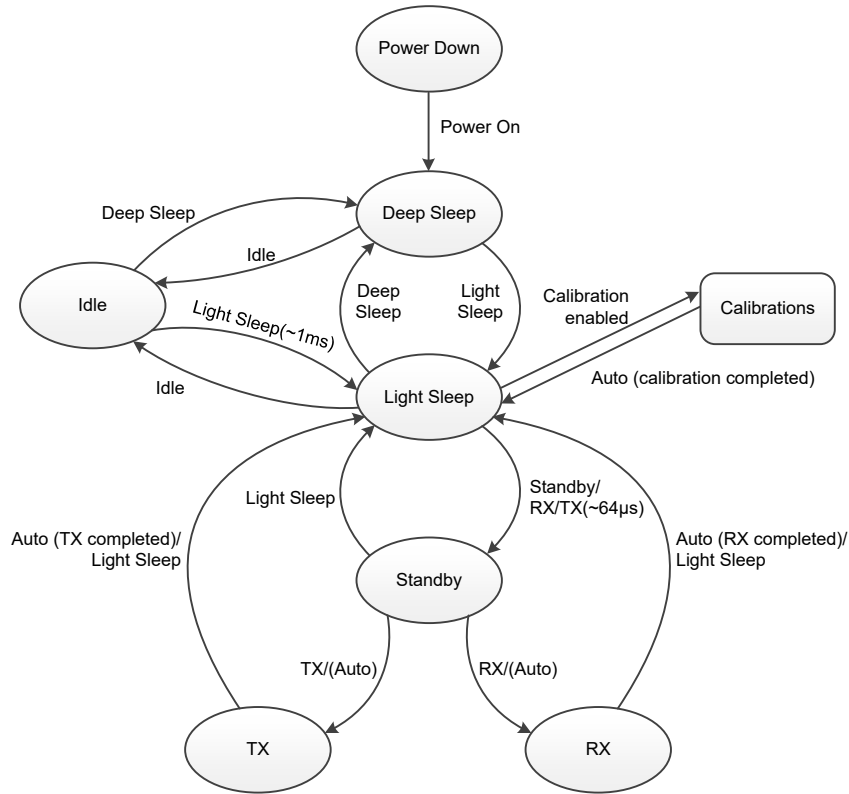 Power Down
Power On
Deep Sleep
Deep Sleep
Idle
Idle
Deep
Sleep
Light
Sleep
Calibration
enabled
Calibrations
Light Sleep(~1ms)
Auto (calibration completed)
Idle
Light Sleep
Light Sleep
Standby/
RX/TX(~64μs)
Auto (TX completed)/
Light Sleep
Auto (RX completed)/
Light Sleep
Standby
TX/(Auto)
RX/(Auto)
TX
RX